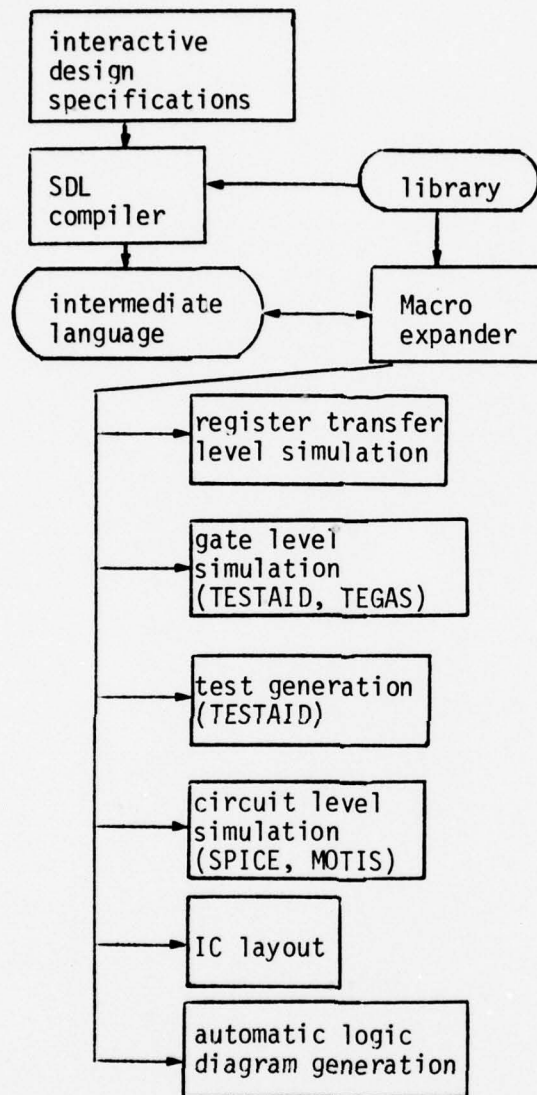 interactive
design
specifications
SDL
compiler
library
intermediate
language
Macro
expander
register transfer
level simulation
gate level
simulation
(TESTAID, TEGAS)
test generation
(TESTAID)
circuit level
simulation
(SPICE, MOTIS)
IC layout
automatic logic
diagram generation